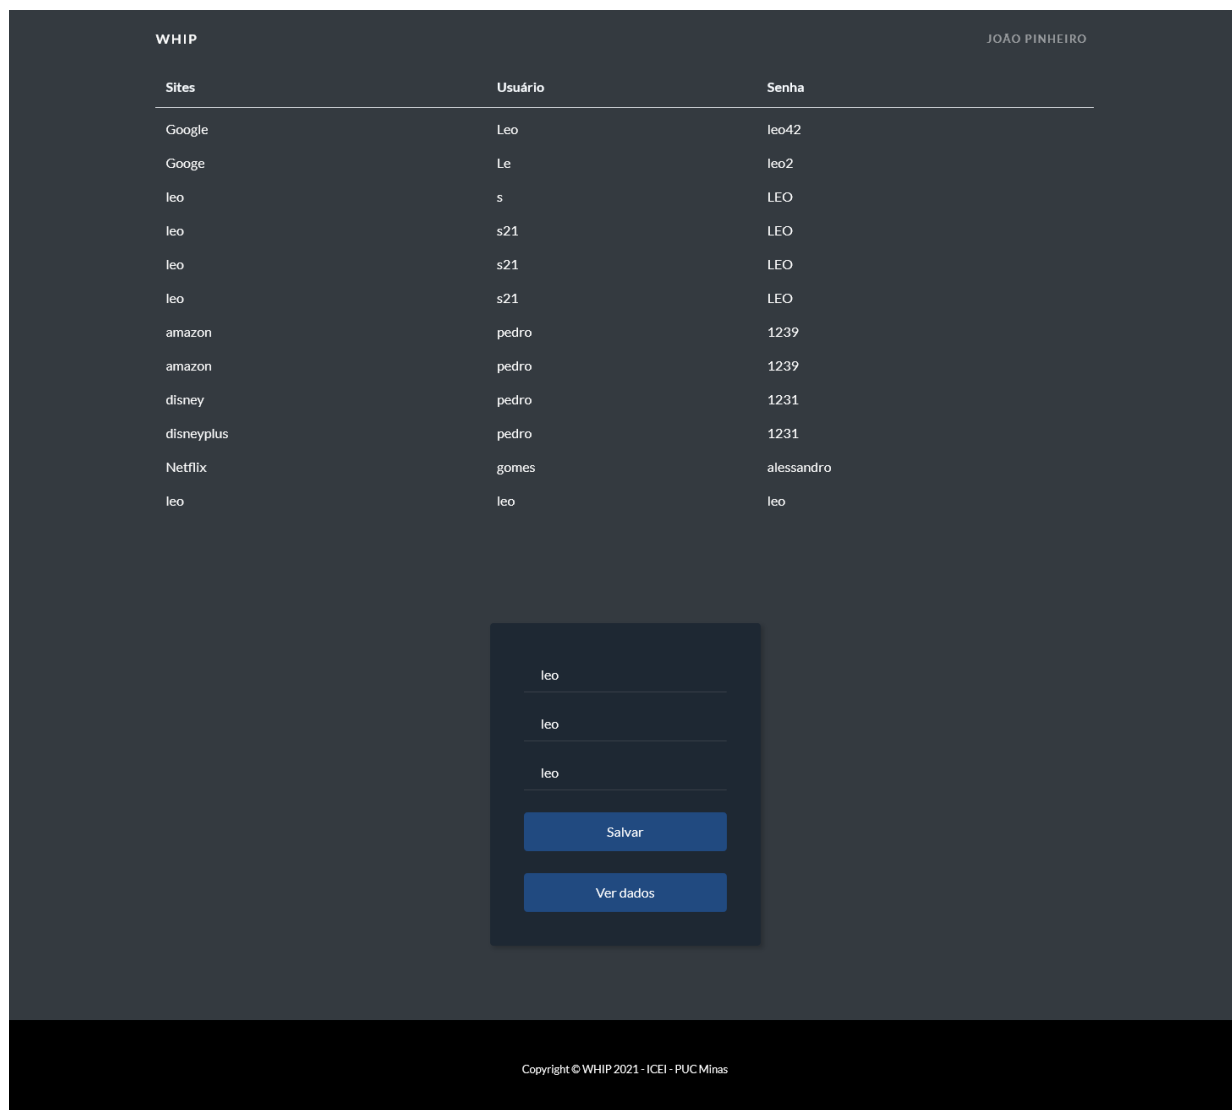 WHIP JOÃO PINHEIRO
Sites Usuário Senha
Google Leo leo42
Googe Le leo2
leo s LEO
leo s21 LEO
leo s21 LEO
leo s21 LEO
amazon pedro 1239
amazon pedro 1239
disney pedro 1231
disneyplus pedro 1231
Netflix gomes alessandro
leo leo leo
leo
leo
leo
Salvar
Ver dados
Copyright © WHIP 2021 - ICEI - PUC Minas